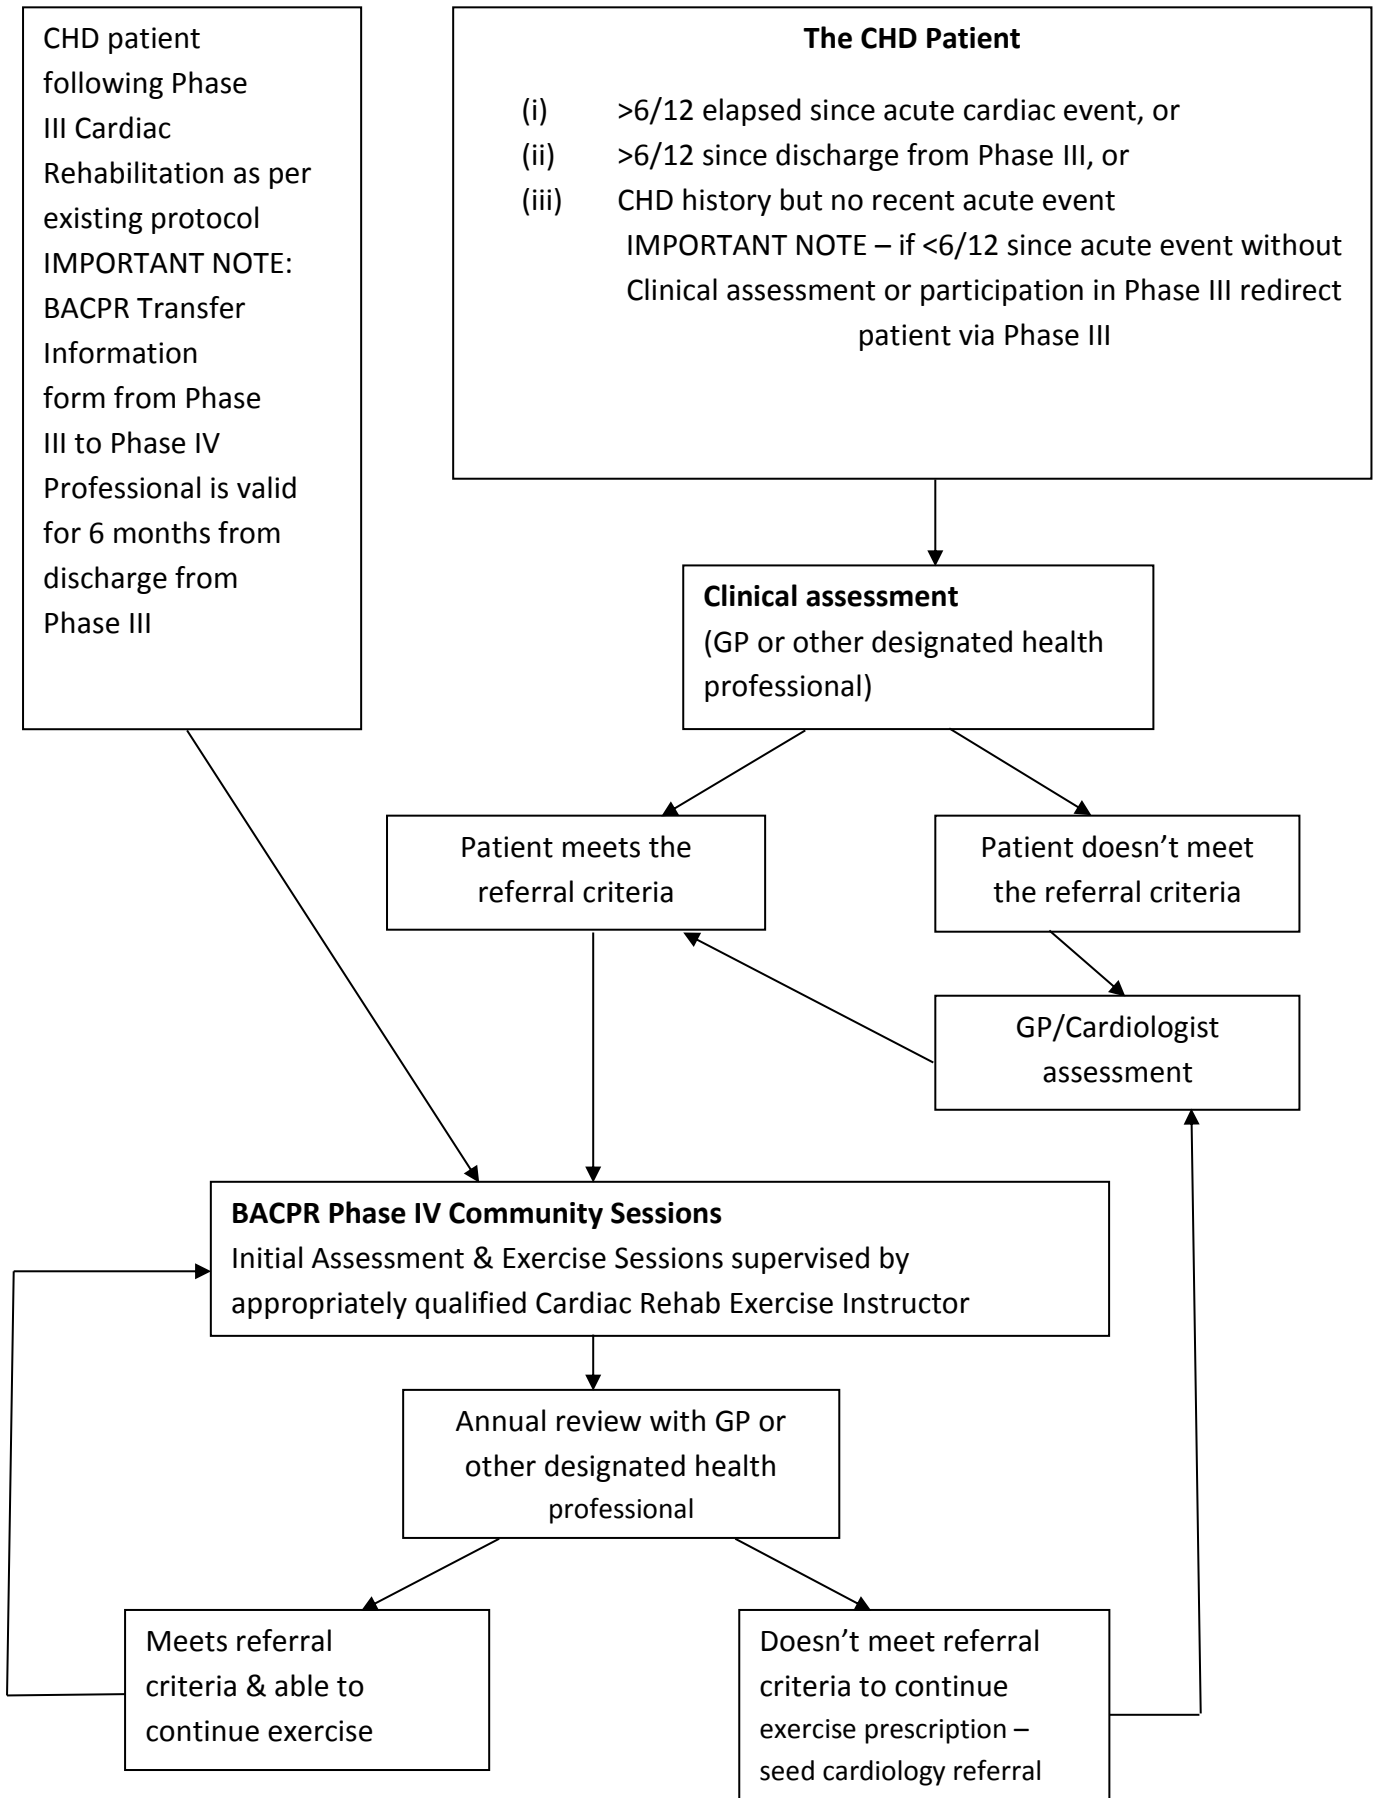 CHD patient
following Phase
III Cardiac
Rehabilitation as per
existing protocol
IMPORTANT NOTE:
BACPR Transfer
Information
form from Phase
III to Phase IV
Professional is valid
for 6 months from
discharge from
Phase III
The CHD Patient
(i) >6/12 elapsed since acute cardiac event, or
(ii) >6/12 since discharge from Phase III, or
(iii) CHD history but no recent acute event
IMPORTANT NOTE – if <6/12 since acute event without
Clinical assessment or participation in Phase III redirect
patient via Phase III
Clinical assessment
(GP or other designated health
professional)
Patient meets the
referral criteria
Patient doesn’t meet
the referral criteria
GP/Cardiologist
assessment
BACPR Phase IV Community Sessions
Initial Assessment & Exercise Sessions supervised by
appropriately qualified Cardiac Rehab Exercise Instructor
Annual review with GP or
other designated health
professional
Meets referral
criteria & able to
continue exercise
Doesn’t meet referral
criteria to continue
exercise prescription –
seed cardiology referral